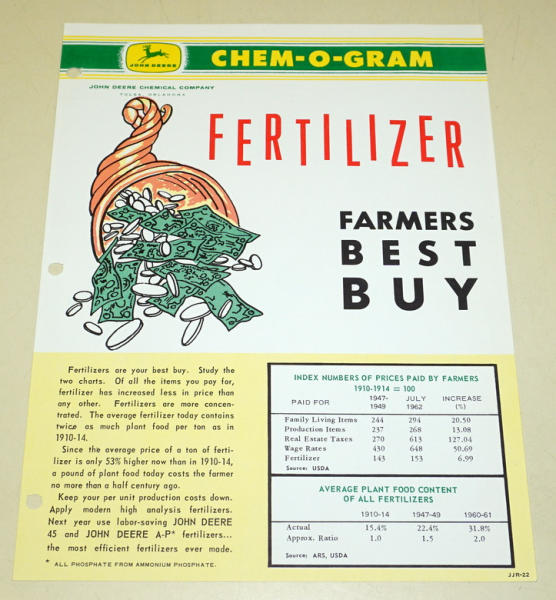 JOHN DEERE
CHEM-O-GRAM
JOHN DEERE CHEMICAL COMPANY
TULSA, OKLAHOMA
FERTILIZER
FARMERS
BEST
BUY
Fertilizers are your best buy. Study the
two charts. Of all the items you pay for,
fertilizer has increased less in price than
any other. Fertilizers are more concen-
trated. The average fertilizer today contains
twice as much plant food per ton as in
1910-14.
Since the average price of a ton of ferti-
lizer is only 53% higher now than in 1910-14,
a pound of plant food today costs the farmer
no more than a half century ago.
Keep your per unit production costs down.
Apply modern high analysis fertilizers.
Next year use labor-saving JOHN DEERE
45 and JOHN DEERE A-P* fertilizers...
the most efficient fertilizers ever made.
* ALL PHOSPHATE FROM AMMONIUM PHOSPHATE.
INDEX NUMBERS OF PRICES PAID BY FARMERS
1910-1914 = 100
PAID FOR 1947-1949 JULY 1962 INCREASE (%)
Family Living Items 244 294 20.50
Production Items 237 268 13.08
Real Estate Taxes 270 613 127.04
Wage Rates 430 648 50.69
Fertilizer 143 153 6.99
Source: USDA
AVERAGE PLANT FOOD CONTENT
OF ALL FERTILIZERS
1910-14 1947-49 1960-61
Actual 15.4% 22.4% 31.8%
Approx. Ratio 1.0 1.5 2.0
Source: ARS, USDA
JJR-22